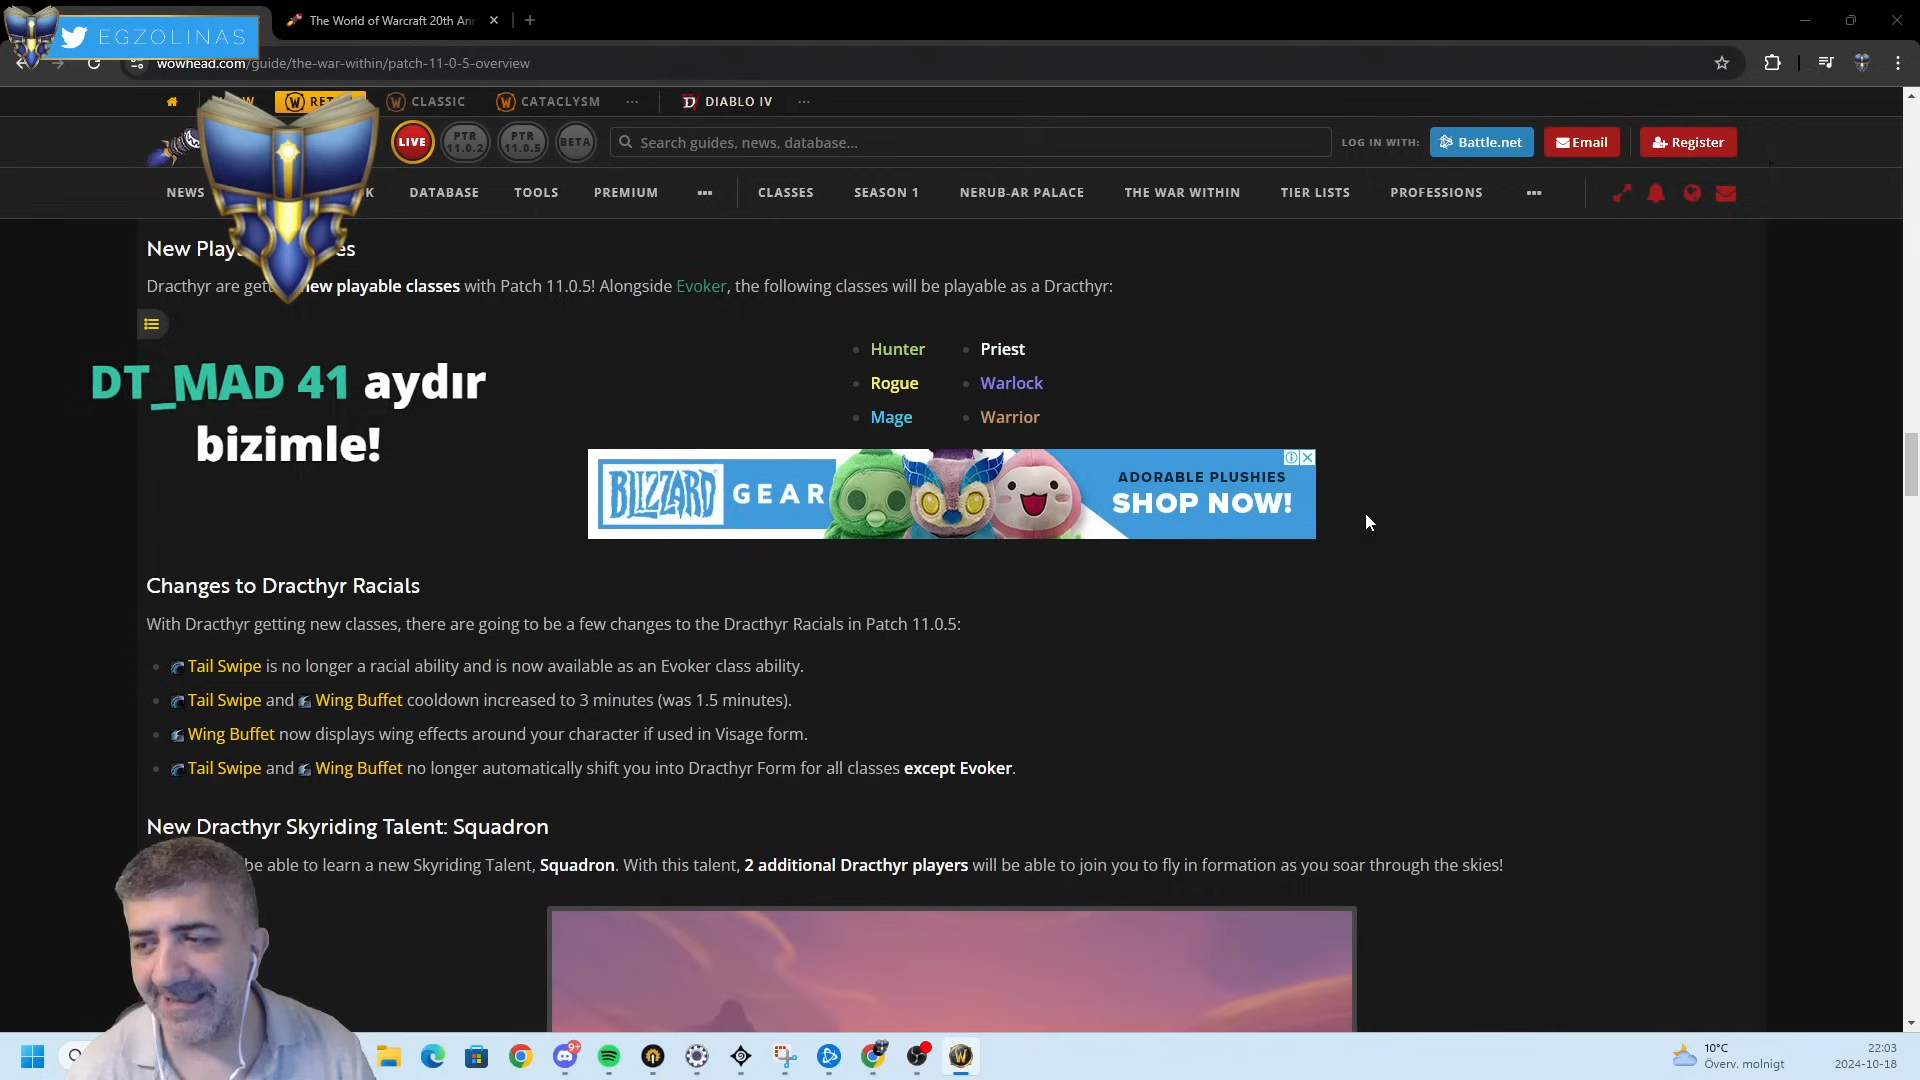 EGZOLINAS
The World of Warcraft 20th Ann
wowhead.com/guide/the-war-within/patch-11-0-5-overview
CLASSIC
CATACLYSM
DIABLO IV
LIVE
PTR 11.0.2
PTR 11.0.5
BETA
Search guides, news, database...
LOG IN WITH:
Battle.net
Email
Register
NEWS
DATABASE
TOOLS
PREMIUM
CLASSES
SEASON 1
NERUB-AR PALACE
THE WAR WITHIN
TIER LISTS
PROFESSIONS
New
Dracthyr are new playable classes with Patch 11.0.5! Alongside Evoker, the following classes will be playable as a Dracthyr:
Hunter
Rogue
Mage
Priest
Warlock
Warrior
DT_MAD 41 aydır
bizimle!
BLIZZARD GEAR
ADORABLE PLUSHIES
SHOP NOW!
Changes to Dracthyr Racials
With Dracthyr getting new classes, there are going to be a few changes to the Dracthyr Racials in Patch 11.0.5:
Tail Swipe is no longer a racial ability and is now available as an Evoker class ability.
Tail Swipe and Wing Buffet cooldown increased to 3 minutes (was 1.5 minutes).
Wing Buffet now displays wing effects around your character if used in Visage form.
Tail Swipe and Wing Buffet no longer automatically shift you into Dracthyr Form for all classes except Evoker.
New Dracthyr Skyriding Talent: Squadron
be able to learn a new Skyriding Talent, Squadron. With this talent, 2 additional Dracthyr players will be able to join you to fly in formation as you soar through the skies!
9+
10°C
Överv. molnigt
22:03
2024-10-18